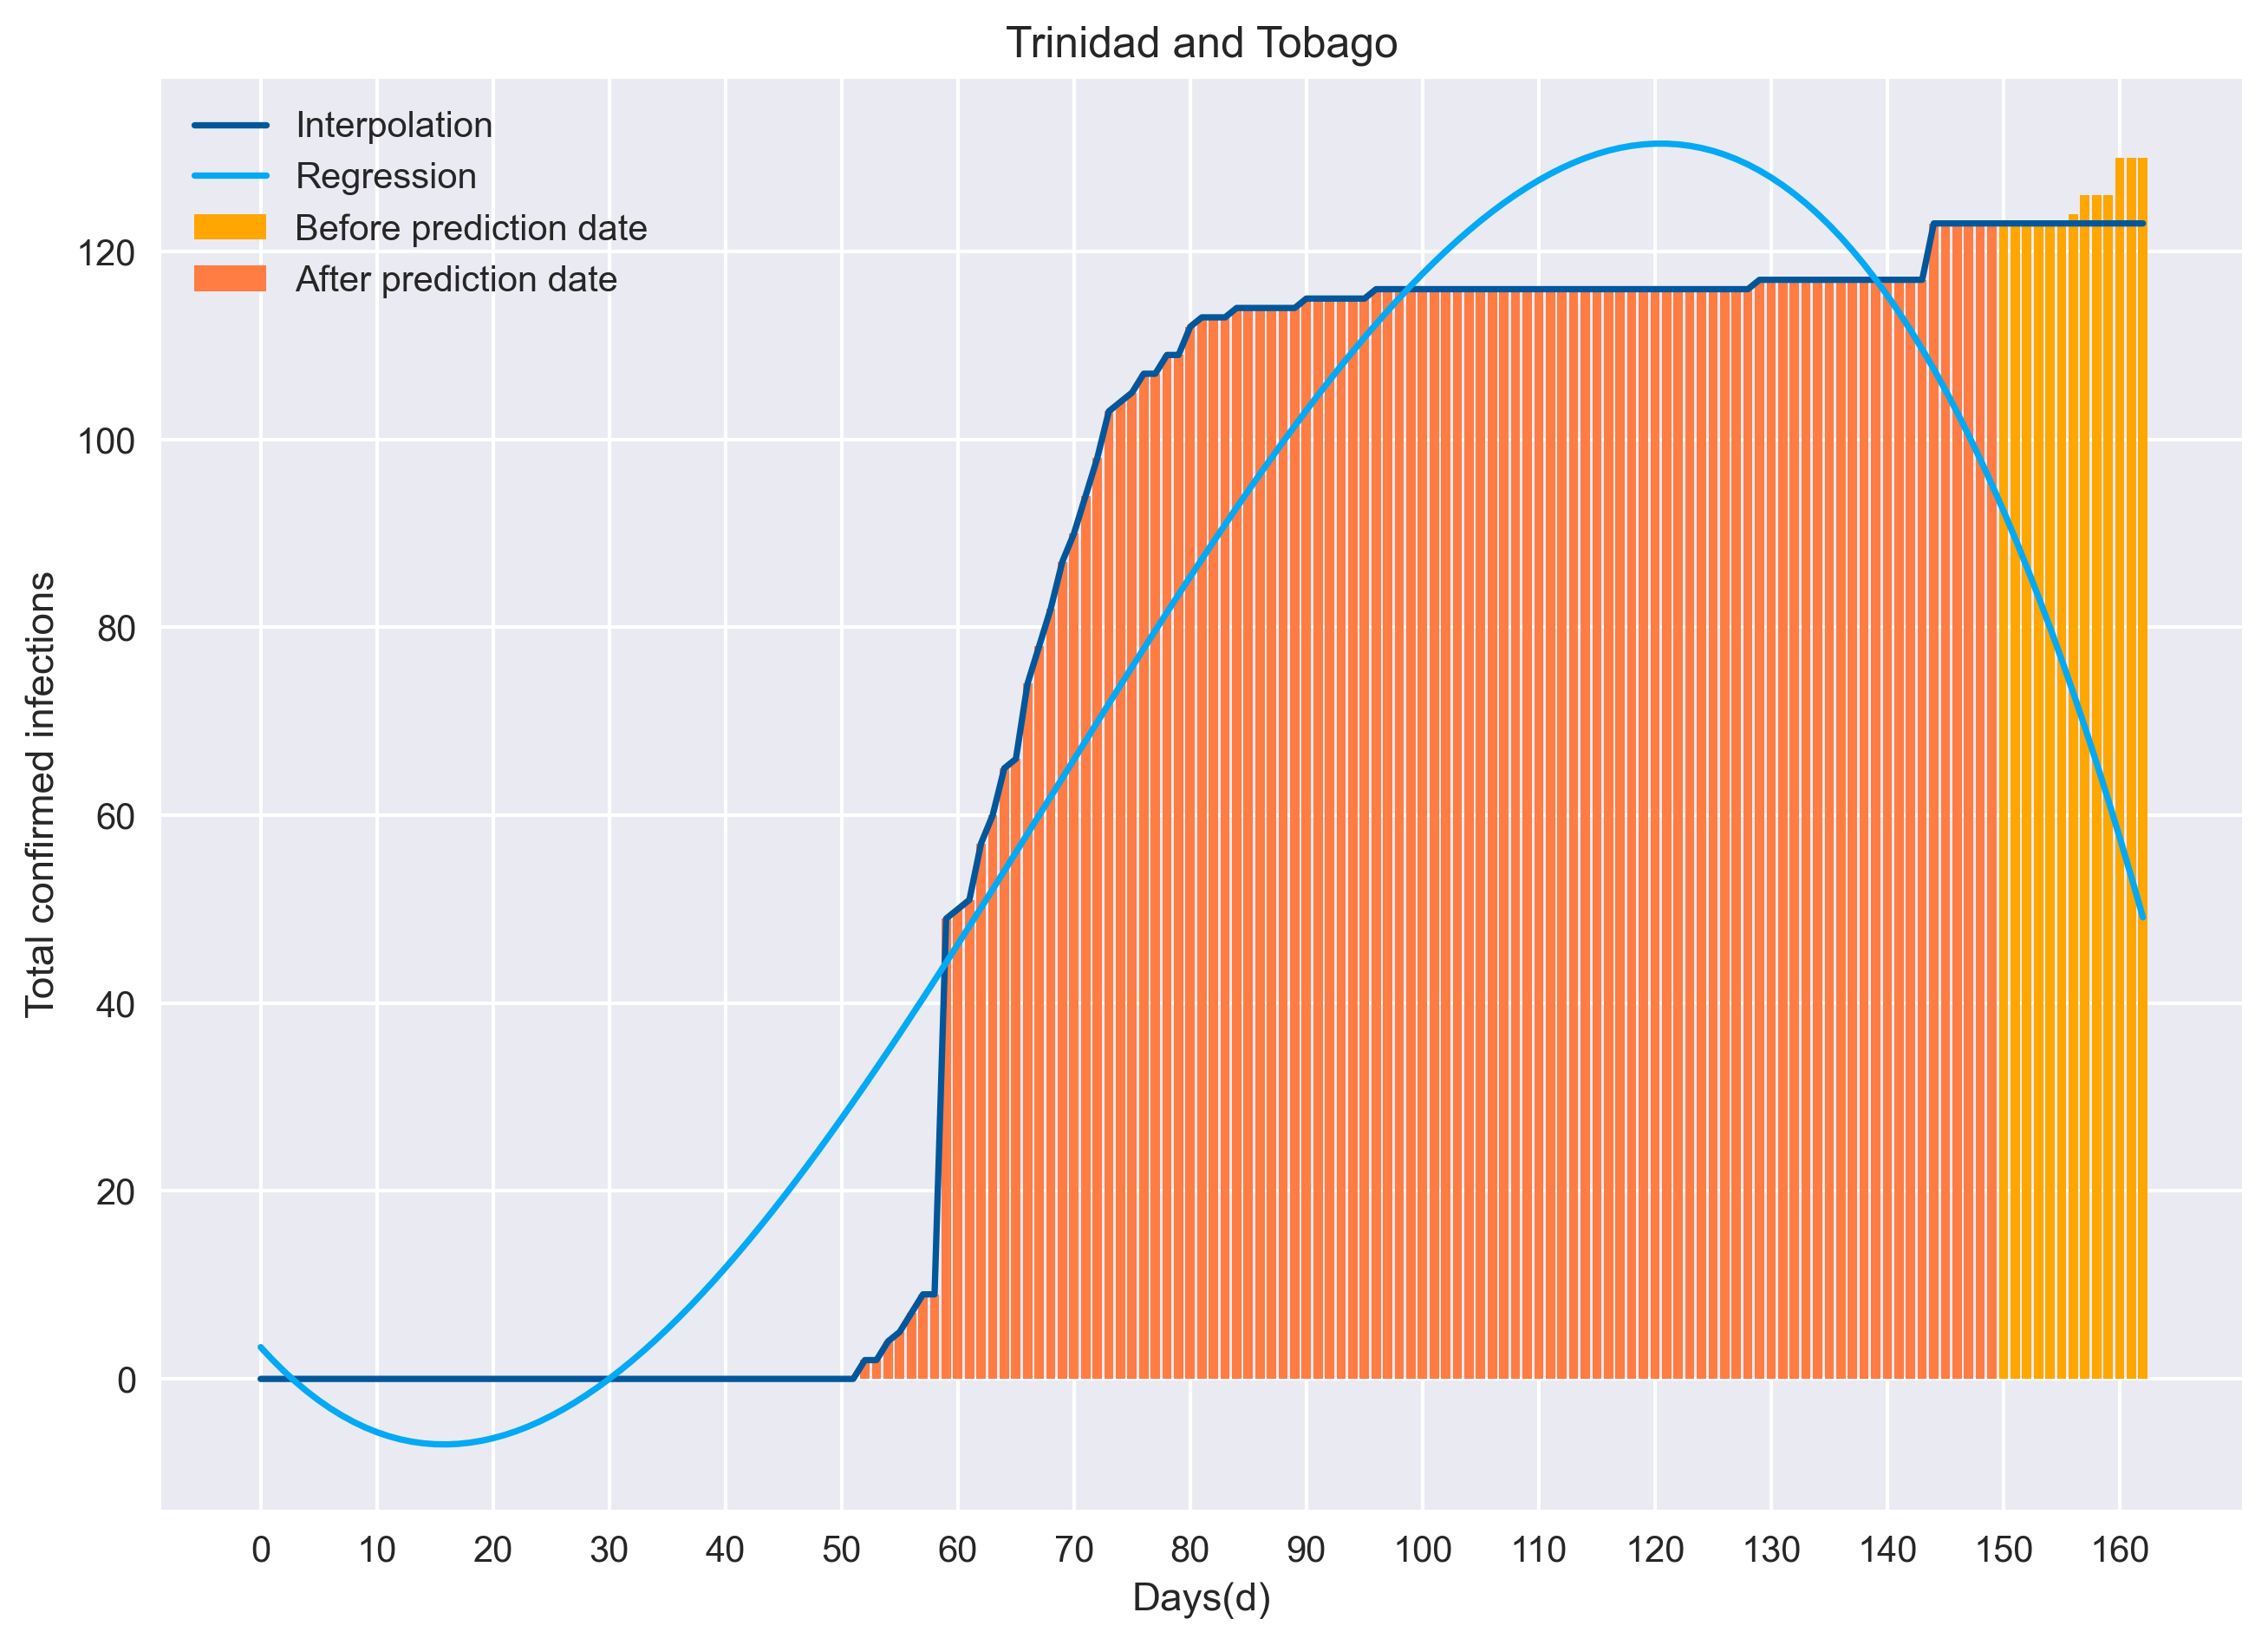 Trinidad and Tobago
Interpolation
Regression
Before prediction date
After prediction date
Total confirmed infections
120
100
80
60
40
20
0
0 10 20 30 40 50 60 70 80 90 100 110 120 130 140 150 160
Days(d)